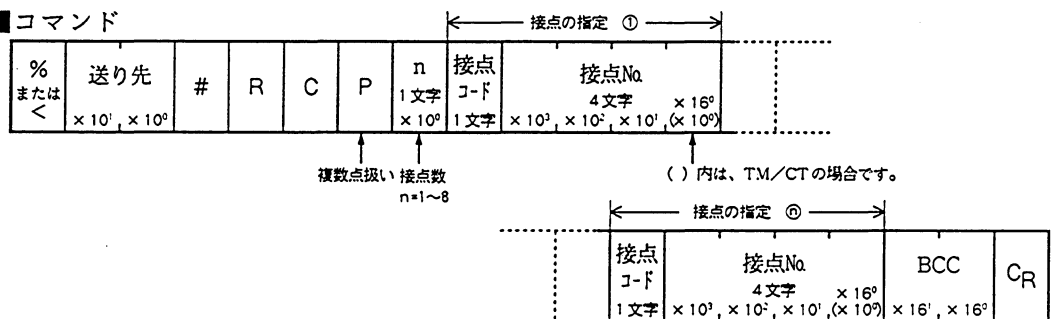 ■コマンド
接点の指定 ①
%
または
<
送り先
×10¹, ×10⁰
#
R
C
P
n
1文字
×10⁰
接点
コード
1文字
接点No.
4文字 ×16⁰
×10³, ×10², ×10¹, (×10⁰)
複数点扱い 接点数
n=1～8
( )内は、TM/CTの場合です。
接点の指定 ⓝ
接点
コード
1文字
接点No.
4文字 ×16⁰
×10³, ×10², ×10¹, (×10⁰)
BCC
×16¹, ×16⁰
CR